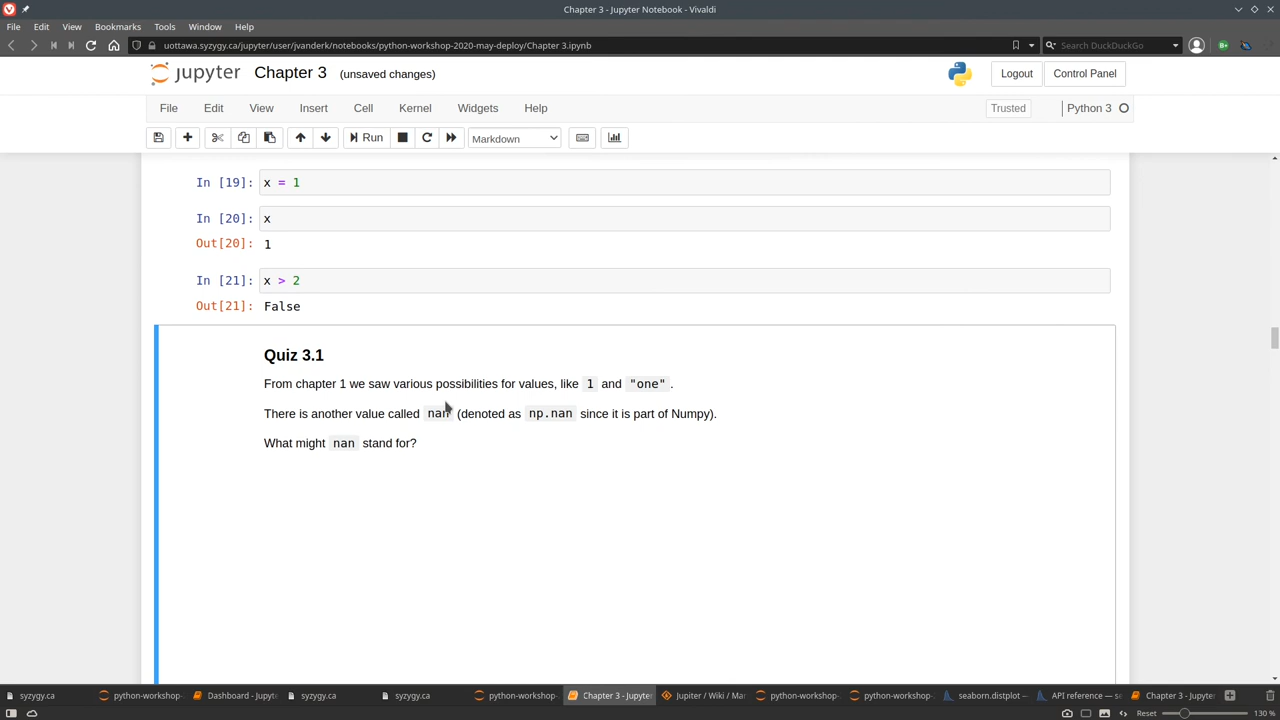 Chapter 3 - Jupyter Notebook - Vivaldi
File Edit View Bookmarks Tools Window Help
uottawa.syzygy.ca/jupyter/user/jvanderk/notebooks/python-workshop-2020-may-deploy/Chapter 3.ipynb
Search DuckDuckGo
jupyter Chapter 3 (unsaved changes)
Logout Control Panel
File Edit View Insert Cell Kernel Widgets Help
Trusted Python 3
Run Markdown
In [19]: x = 1
In [20]: x
Out[20]: 1
In [21]: x > 2
Out[21]: False
Quiz 3.1
From chapter 1 we saw various possibilities for values, like 1 and "one".
There is another value called nan (denoted as np.nan since it is part of Numpy).
What might nan stand for?
syzygy.ca python-workshop- Dashboard - Jupyte syzygy.ca syzygy.ca python-workshop- Chapter 3 - Jupyter Jupyter / Wiki / Ma python-workshop- python-workshop- seaborn.distplot — API reference — se Chapter 3 - Jupyter
Reset 130 %